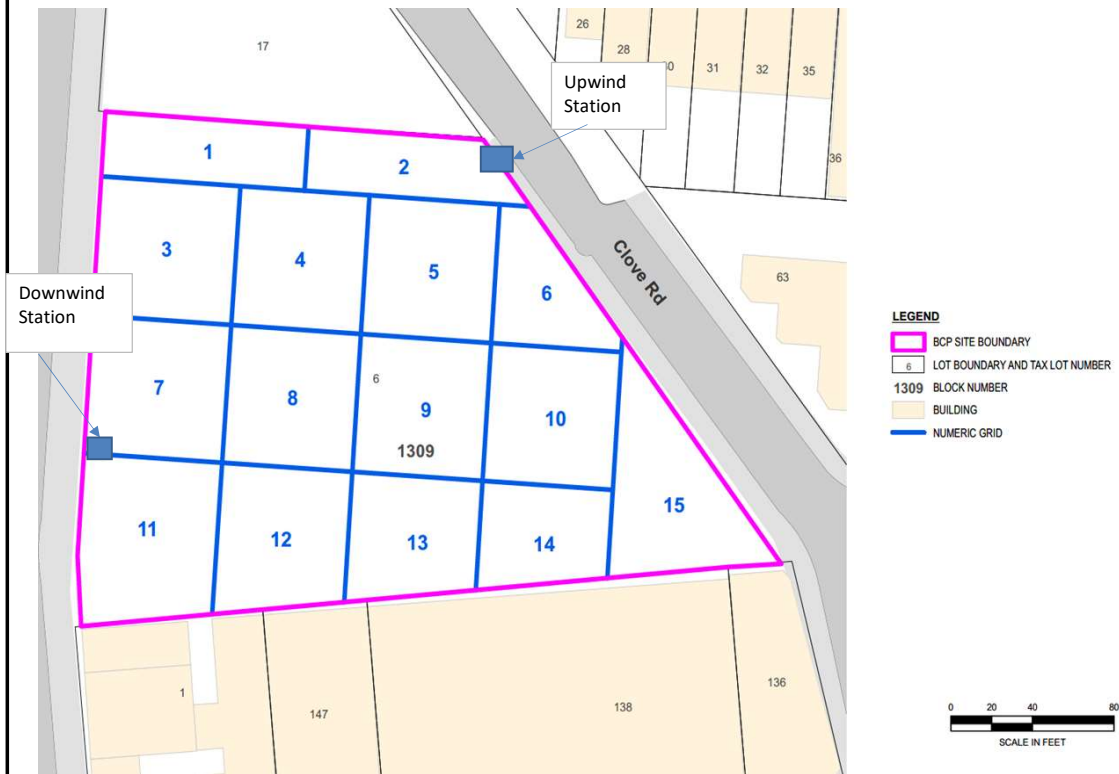 17
26
28
30
31
32
35
36
Upwind
Station
1
2
3
4
5
6
Clove Rd
63
Downwind
Station
7
8
6
9
10
1309
11
12
13
14
15
1
147
138
136
LEGEND
BCP SITE BOUNDARY
6 LOT BOUNDARY AND TAX LOT NUMBER
1309 BLOCK NUMBER
BUILDING
NUMERIC GRID
0 20 40 80
SCALE IN FEET